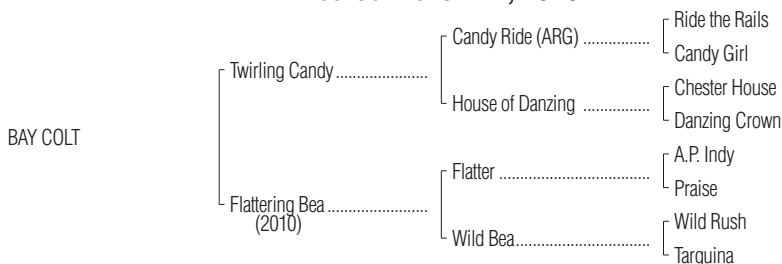 Ride the Rails
Candy Ride (ARG) ................
Candy Girl
Twirling Candy ......................
Chester House
House of Danzing ................
Danzing Crown
BAY COLT
A.P. Indy
Flatter ....................................
Praise
Flattering Bea ........................
(2010)
Wild Rush
Wild Bea................................
Tarquina